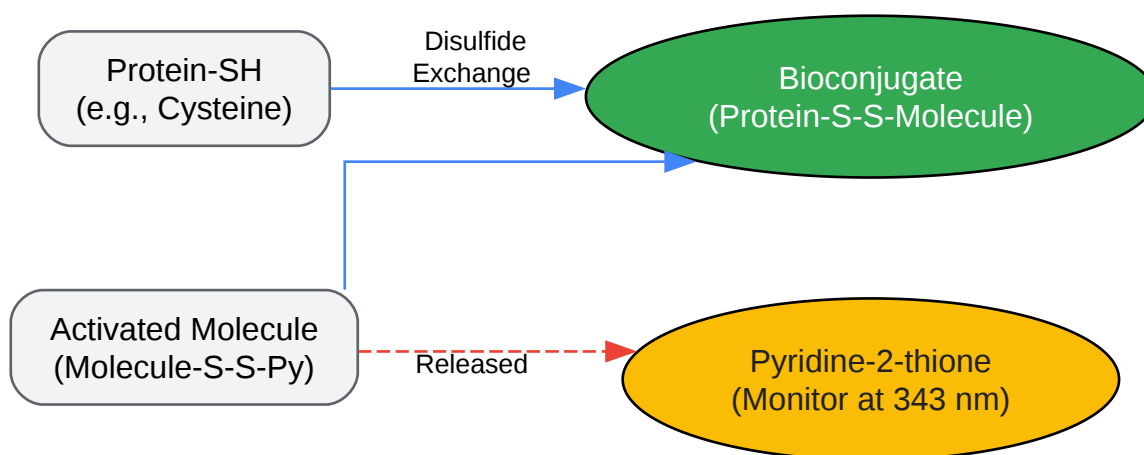 Protein-SH
(e.g., Cysteine)
Disulfide
Exchange
Bioconjugate
(Protein-S-S-Molecule)
Activated Molecule
(Molecule-S-S-Py)
Released
Pyridine-2-thione
(Monitor at 343 nm)